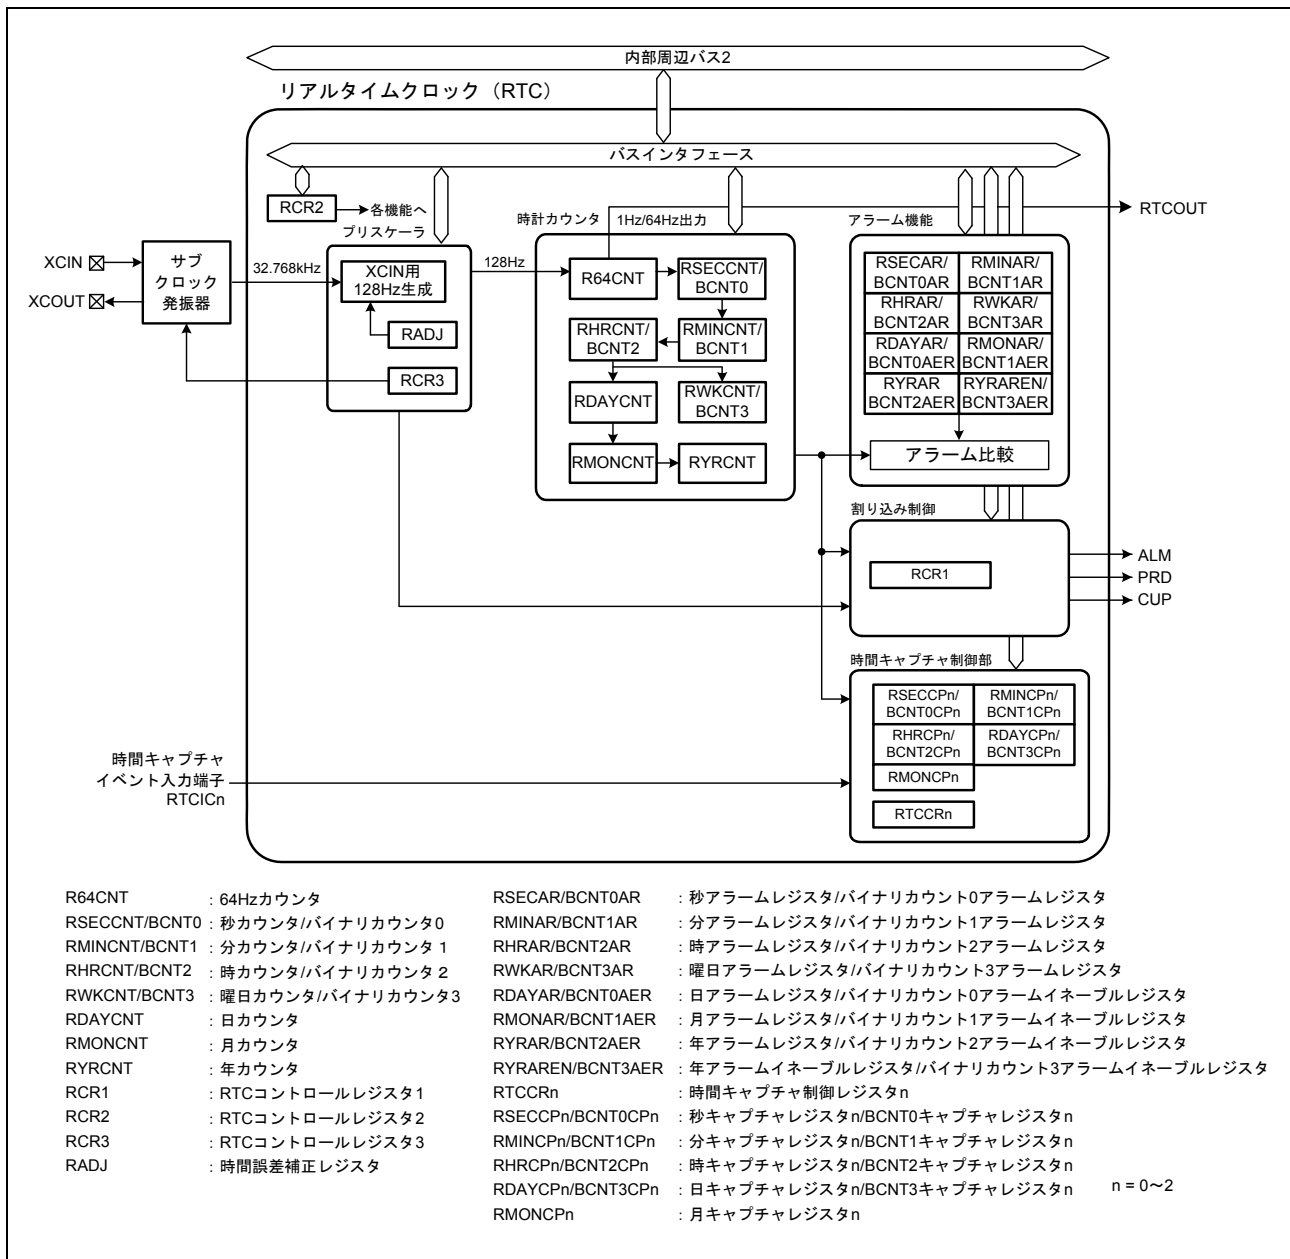 内部周辺バス2
リアルタイムクロック（RTC）
バスインタフェース
RCR2
各機能へ
プリスケーラ
時計カウンタ
1Hz/64Hz出力
アラーム機能
RTCOUT
XCIN
XCOUT
サブ
クロック
発振器
32.768kHz
XCIN用
128Hz生成
RADJ
RCR3
128Hz
R64CNT
RSECCNT/
BCNT0
RHRCNT/
BCNT2
RMINCNT/
BCNT1
RDAYCNT
RWKCNT/
BCNT3
RMONCNT
RYRCNT
RSECAR/
BCNT0AR
RMINAR/
BCNT1AR
RHRAR/
BCNT2AR
RWKAR/
BCNT3AR
RDAYAR/
BCNT0AER
RMONAR/
BCNT1AER
RYRAR
BCNT2AER
RYRAREN/
BCNT3AER
アラーム比較
割り込み制御
RCR1
ALM
PRD
CUP
時間キャプチャ制御部
RSECCPn/
BCNT0CPn
RMINCPn/
BCNT1CPn
RHRCPn/
BCNT2CPn
RDAYCPn/
BCNT3CPn
RMONCPn
RTCCRn
時間キャプチャ
イベント入力端子
RTCICn
R64CNT : 64Hzカウンタ
RSECCNT/BCNT0 : 秒カウンタ/バイナリカウンタ0
RMINCNT/BCNT1 : 分カウンタ/バイナリカウンタ１
RHRCNT/BCNT2 : 時カウンタ/バイナリカウンタ２
RWKCNT/BCNT3 : 曜日カウンタ/バイナリカウンタ3
RDAYCNT : 日カウンタ
RMONCNT : 月カウンタ
RYRCNT : 年カウンタ
RCR1 : RTCコントロールレジスタ1
RCR2 : RTCコントロールレジスタ2
RCR3 : RTCコントロールレジスタ3
RADJ : 時間誤差補正レジスタ
RSECAR/BCNT0AR : 秒アラームレジスタ/バイナリカウント0アラームレジスタ
RMINAR/BCNT1AR : 分アラームレジスタ/バイナリカウント1アラームレジスタ
RHRAR/BCNT2AR : 時アラームレジスタ/バイナリカウント2アラームレジスタ
RWKAR/BCNT3AR : 曜日アラームレジスタ/バイナリカウント3アラームレジスタ
RDAYAR/BCNT0AER : 日アラームレジスタ/バイナリカウント0アラームイネーブルレジスタ
RMONAR/BCNT1AER : 月アラームレジスタ/バイナリカウント1アラームイネーブルレジスタ
RYRAR/BCNT2AER : 年アラームレジスタ/バイナリカウント2アラームイネーブルレジスタ
RYRAREN/BCNT3AER : 年アラームイネーブルレジスタ/バイナリカウント3アラームイネーブルレジスタ
RTCCRn : 時間キャプチャ制御レジスタn
RSECCPn/BCNT0CPn : 秒キャプチャレジスタn/BCNT0キャプチャレジスタn
RMINCPn/BCNT1CPn : 分キャプチャレジスタn/BCNT1キャプチャレジスタn
RHRCPn/BCNT2CPn : 時キャプチャレジスタn/BCNT2キャプチャレジスタn
RDAYCPn/BCNT3CPn : 日キャプチャレジスタn/BCNT3キャプチャレジスタn
n = 0～2
RMONCPn : 月キャプチャレジスタn